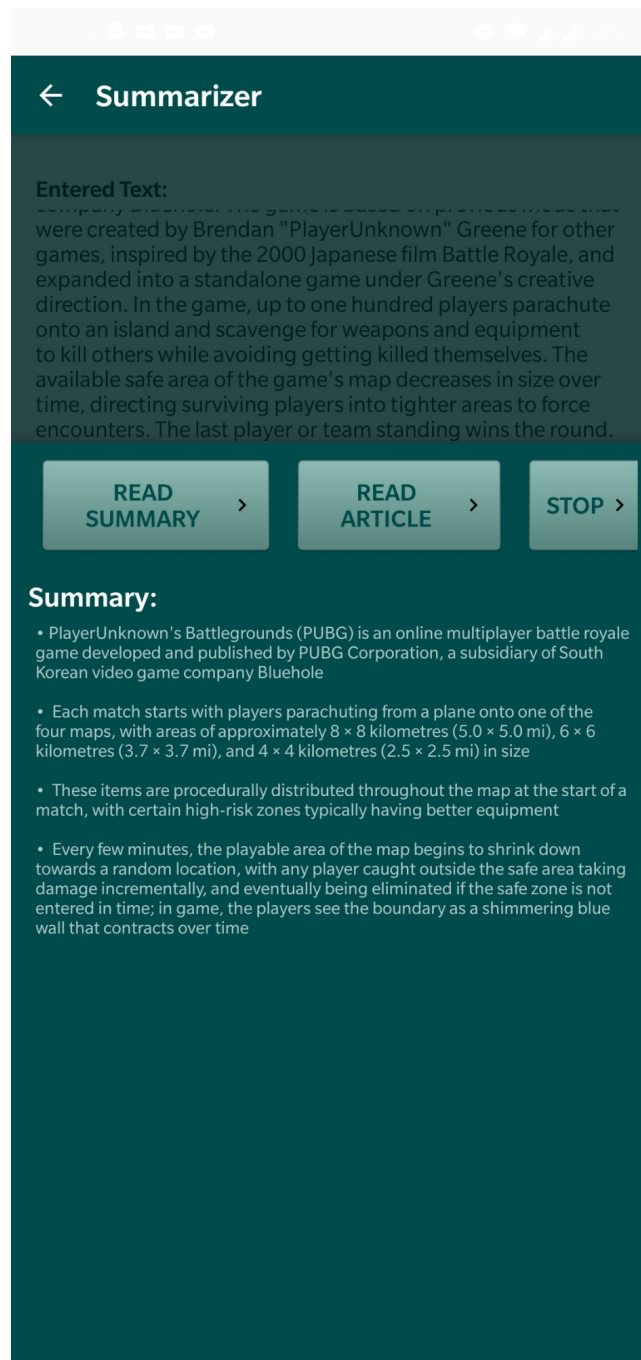 Summarizer
Entered Text:
company Bluehole. The game is based on previous mods that
were created by Brendan "PlayerUnknown" Greene for other
games, inspired by the 2000 Japanese film Battle Royale, and
expanded into a standalone game under Greene's creative
direction. In the game, up to one hundred players parachute
onto an island and scavenge for weapons and equipment
to kill others while avoiding getting killed themselves. The
available safe area of the game's map decreases in size over
time, directing surviving players into tighter areas to force
encounters. The last player or team standing wins the round.
READ
SUMMARY
READ
ARTICLE
STOP
Summary:
• PlayerUnknown's Battlegrounds (PUBG) is an online multiplayer battle royale
game developed and published by PUBG Corporation, a subsidiary of South
Korean video game company Bluehole
• Each match starts with players parachuting from a plane onto one of the
four maps, with areas of approximately 8 × 8 kilometres (5.0 × 5.0 mi), 6 × 6
kilometres (3.7 × 3.7 mi), and 4 × 4 kilometres (2.5 × 2.5 mi) in size
• These items are procedurally distributed throughout the map at the start of a
match, with certain high-risk zones typically having better equipment
• Every few minutes, the playable area of the map begins to shrink down
towards a random location, with any player caught outside the safe area taking
damage incrementally, and eventually being eliminated if the safe zone is not
entered in time; in game, the players see the boundary as a shimmering blue
wall that contracts over time